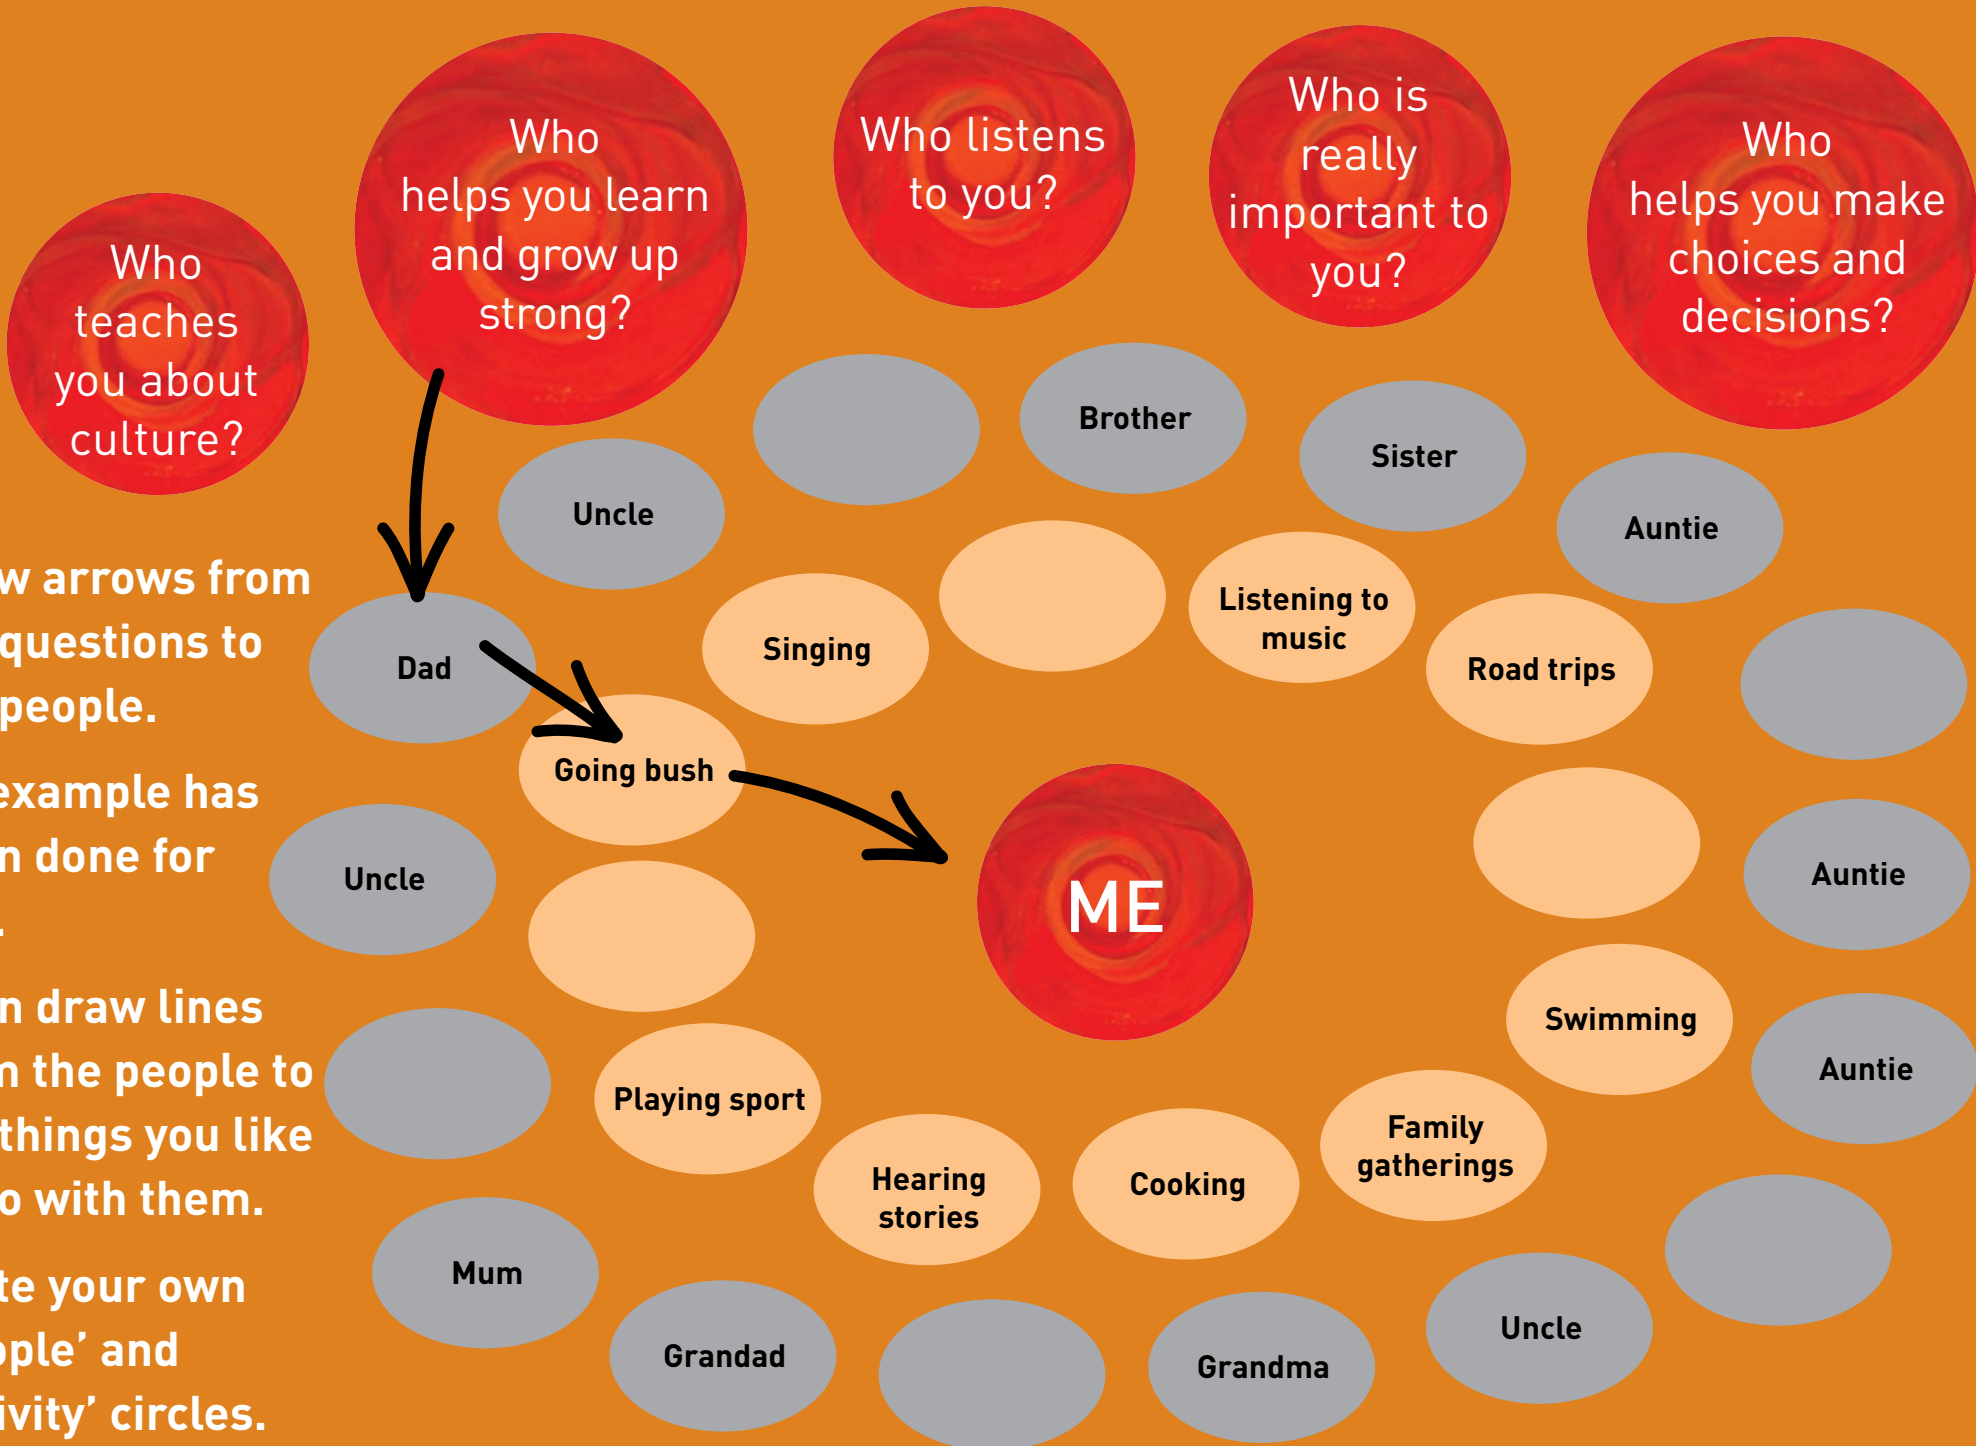 Who
teaches
you about
culture?
Who
helps you learn
and grow up
strong?
Who listens
to you?
Who is
really
important to
you?
Who
helps you make
choices and
decisions?
arrows from
questions to
people.
example has
done for
.
draw lines
the people to
things you like
with them.
your own
and
circles.
Brother
Sister
Auntie
Uncle
Dad
Uncle
Mum
Grandad
Grandma
Uncle
Auntie
Auntie
Singing
Listening to
music
Road trips
Going bush
Playing sport
Hearing
stories
Cooking
Family
gatherings
Swimming
ME